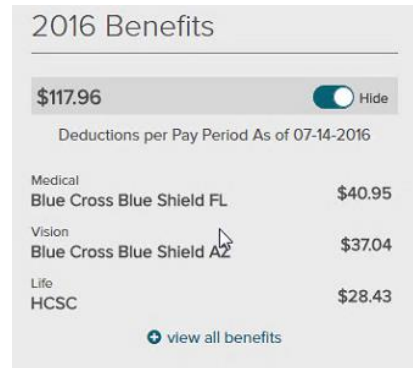 2016 Benefits
$117.96 Hide
Deductions per Pay Period As of 07-14-2016
Medical
Blue Cross Blue Shield FL $40.95
Vision
Blue Cross Blue Shield AZ $37.04
Life
HCSC $28.43
view all benefits